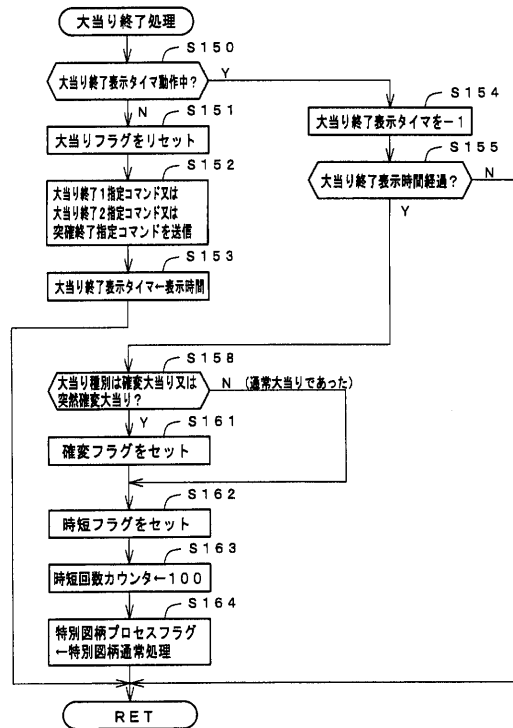 大当り終了処理
S150
大当り終了表示タイマ動作中?
Y
N
S151
大当りフラグをリセット
S152
大当り終了1指定コマンド又は
大当り終了2指定コマンド又は
突確終了指定コマンドを送信
S153
大当り終了表示タイマ←表示時間
S154
大当り終了表示タイマを−1
S155
大当り終了表示時間経過?
N
Y
S158
大当り種別は確変大当り又は
突然確変大当り?
N (通常大当りであった)
Y
S161
確変フラグをセット
S162
時短フラグをセット
S163
時短回数カウンタ←100
S164
特別図柄プロセスフラグ
←特別図柄通常処理
RET